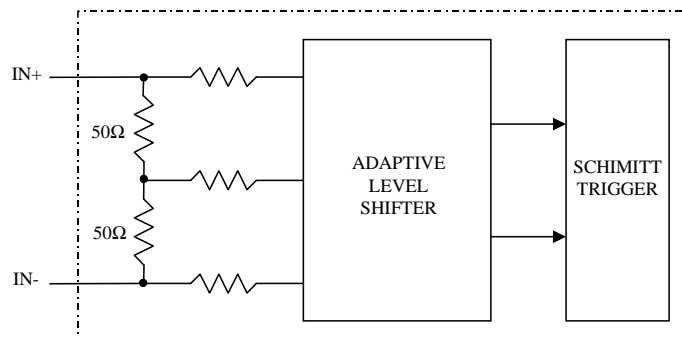 IN+
50Ω
50Ω
IN-
ADAPTIVE
LEVEL
SHIFTER
SCHIMITT
TRIGGER